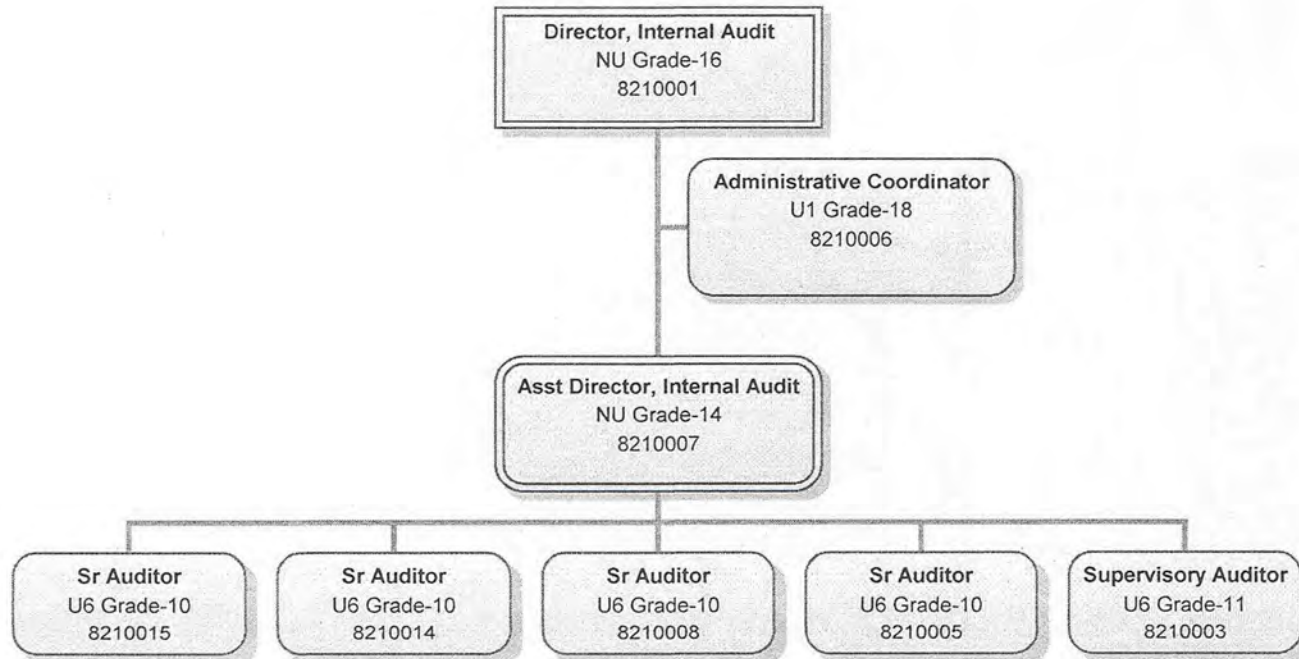 Director, Internal Audit
NU Grade-16
8210001
Administrative Coordinator
U1 Grade-18
8210006
Asst Director, Internal Audit
NU Grade-14
8210007
Sr Auditor
U6 Grade-10
8210015
Sr Auditor
U6 Grade-10
8210014
Sr Auditor
U6 Grade-10
8210008
Sr Auditor
U6 Grade-10
8210005
Supervisory Auditor
U6 Grade-11
8210003